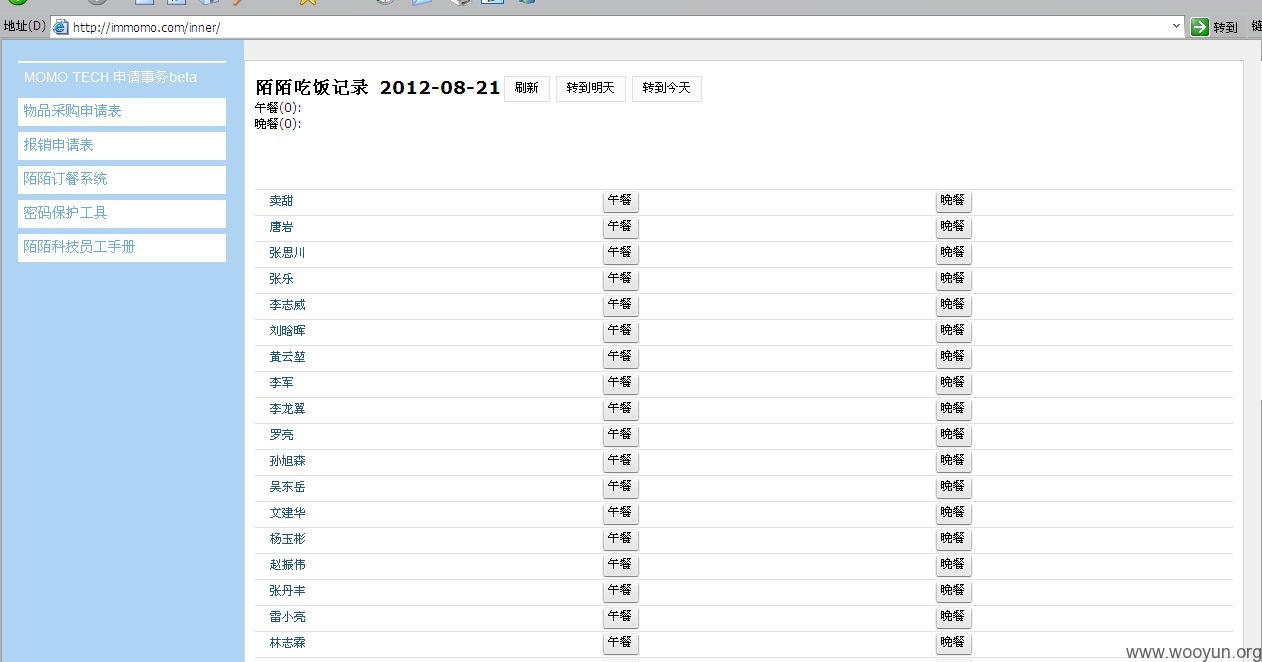 地址(D) http://immomo.com/inner/ 转到
MOMO TECH 申请事务beta
物品采购申请表
报销申请表
陌陌订餐系统
密码保护工具
陌陌科技员工手册
陌陌吃饭记录 2012-08-21 刷新 转到明天 转到今天
午餐(0):
晚餐(0):
卖甜 午餐 晚餐
唐岩 午餐 晚餐
张思川 午餐 晚餐
张乐 午餐 晚餐
李志威 午餐 晚餐
刘晗晖 午餐 晚餐
黄云堃 午餐 晚餐
李军 午餐 晚餐
李龙翼 午餐 晚餐
罗亮 午餐 晚餐
孙旭森 午餐 晚餐
吴东岳 午餐 晚餐
文建华 午餐 晚餐
杨玉彬 午餐 晚餐
赵振伟 午餐 晚餐
张丹丰 午餐 晚餐
雷小亮 午餐 晚餐
林志霖 午餐 晚餐
www.wooyun.org